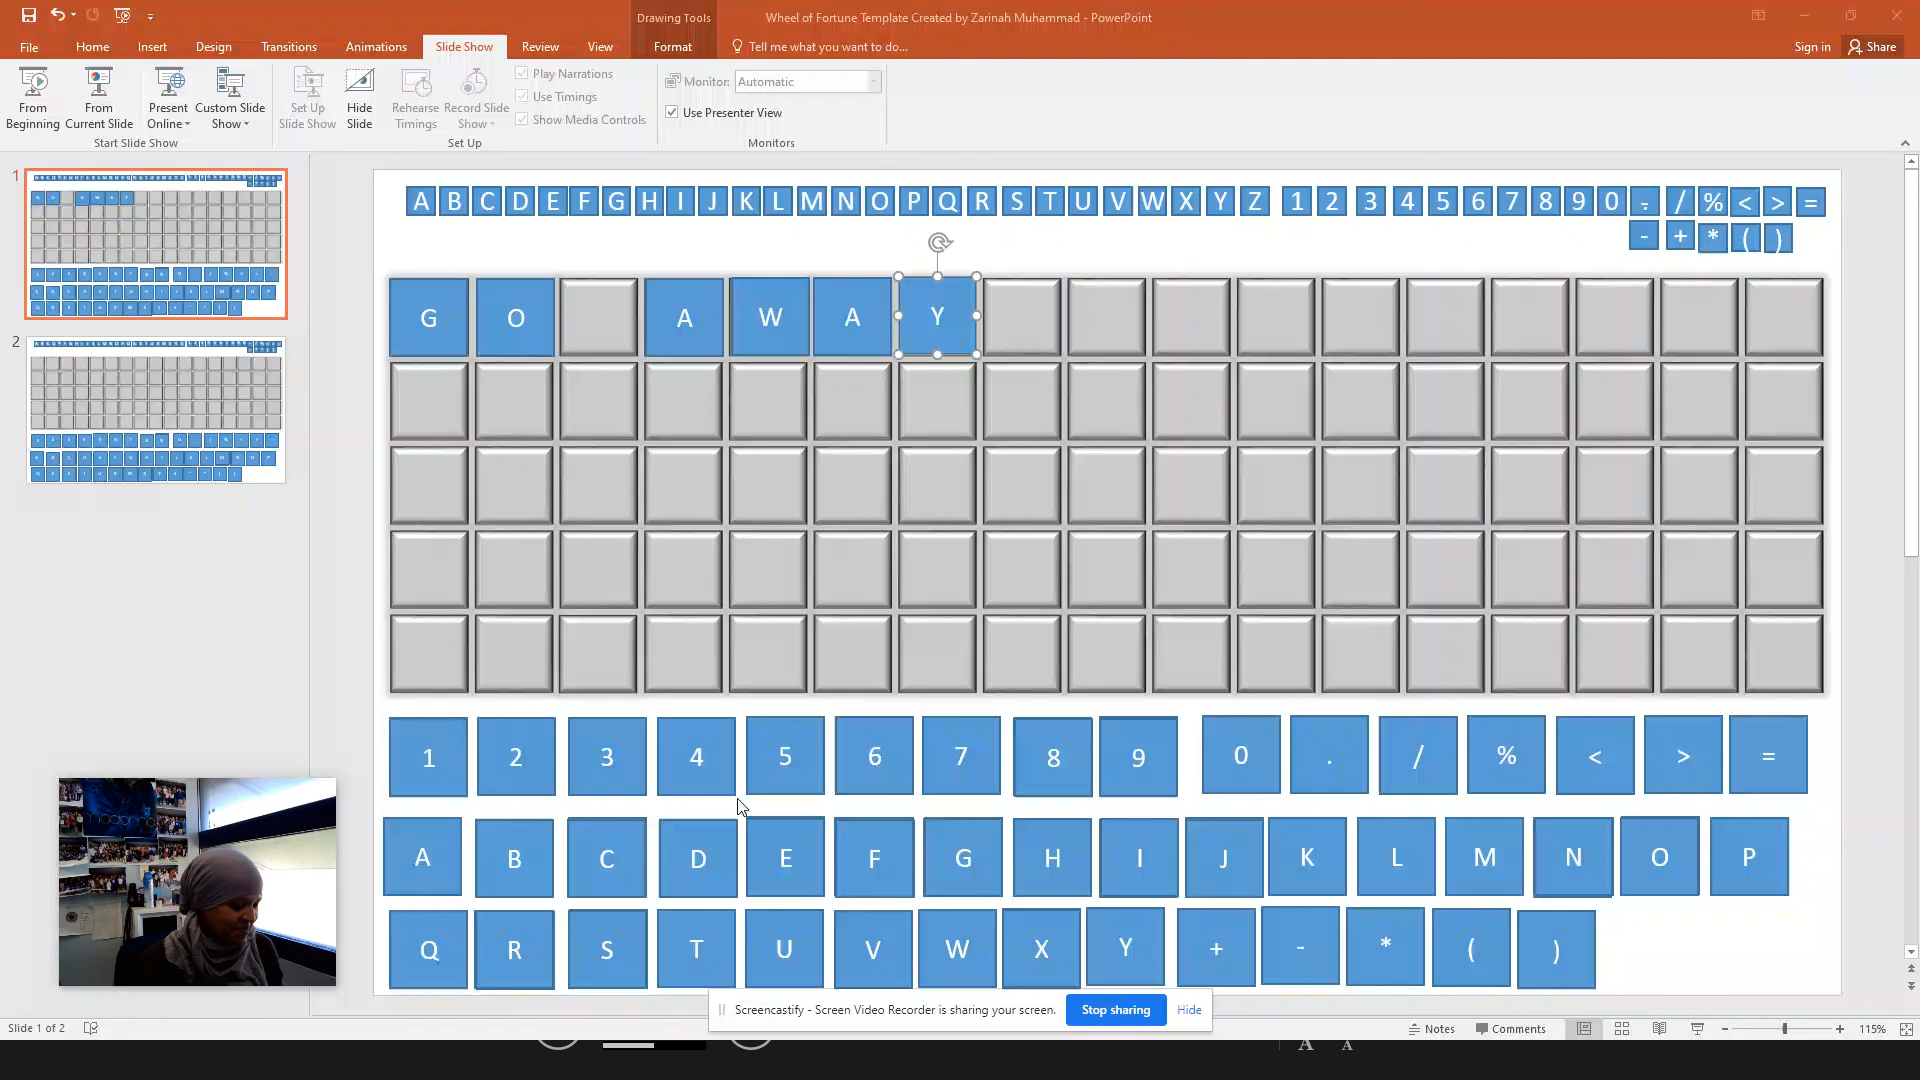 Drawing Tools
Wheel of Fortune Template Created by Zarinah Muhammad - PowerPoint
File Home Insert Design Transitions Animations Slide Show Review View Format Tell me what you want to do... Sign in Share
From Beginning
From Current Slide
Present Online
Custom Slide Show
Set Up Slide Show
Hide Slide
Rehearse Timings
Record Slide Show
Play Narrations
Use Timings
Show Media Controls
Monitor: Automatic
Use Presenter View
Start Slide Show
Set Up
Monitors
1
2
A B C D E F G H I J K L M N O P Q R S T U V W X Y Z 1 2 3 4 5 6 7 8 9 0 . / % < > =
- + * ( )
G O A W A Y
1 2 3 4 5 6 7 8 9 0 . / % < > =
A B C D E F G H I J K L M N O P
Q R S T U V W X Y + - * ( )
Screencastify - Screen Video Recorder is sharing your screen. Stop sharing Hide
Slide 1 of 2
Notes Comments 115%
A A